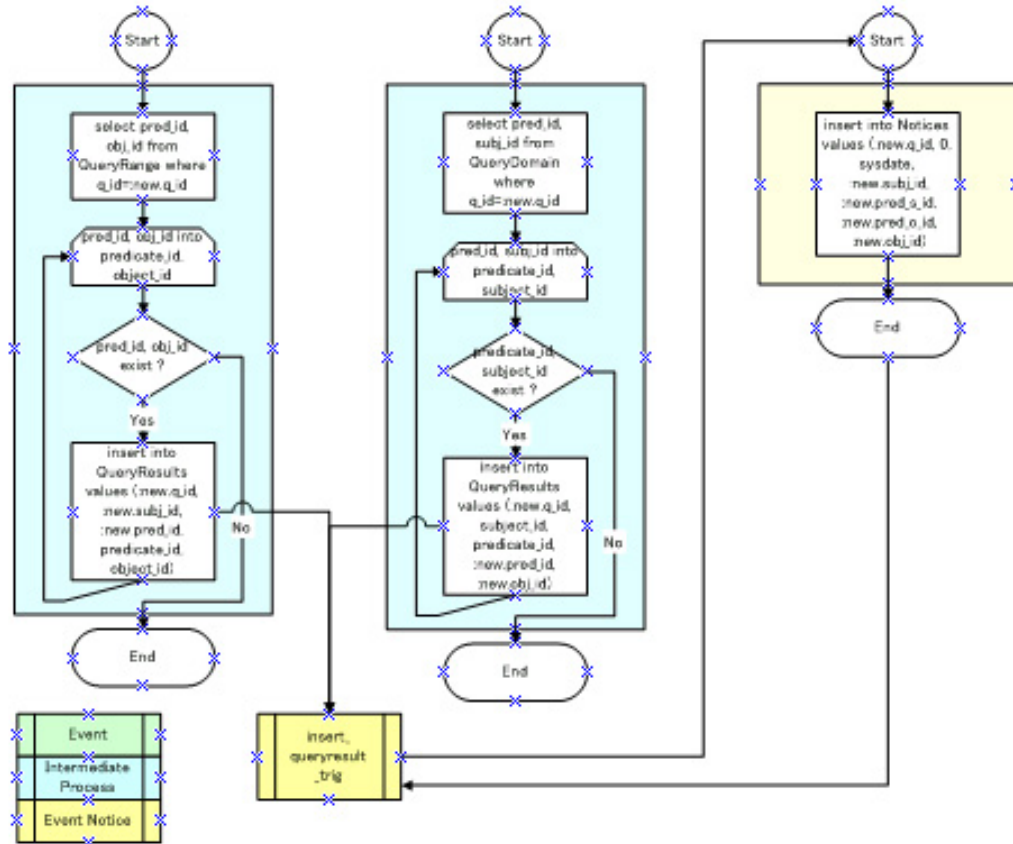 Start
select pred_id,
obj_id from
QueryRange where
q_id=:new.q_id
pred_id, obj_id into
predicate_id,
object_id
pred_id, obj_id
exist ?
Yes
insert into
QueryResults
values (:new.q_id,
:new.subj_id,
:new.pred_id,
predicate_id,
object_id)
No
End
Start
select pred_id,
subj_id from
QueryDomain
where
q_id=:new.q_id
pred_id, subj_id into
predicate_id,
subject_id
predicate_id,
subject_id
exist ?
Yes
insert into
QueryResults
values (:new.q_id,
subject_id,
predicate_id,
:new.pred_id,
:new.obj_id)
No
End
Start
insert into Notices
values (:new.q_id, 0,
sysdate,
:new.subj_id,
:new.pred_s_id,
:new.pred_o_id,
:new.obj_id)
End
Event
Intermediate
Process
Event Notice
insert_
queryresult
_trig